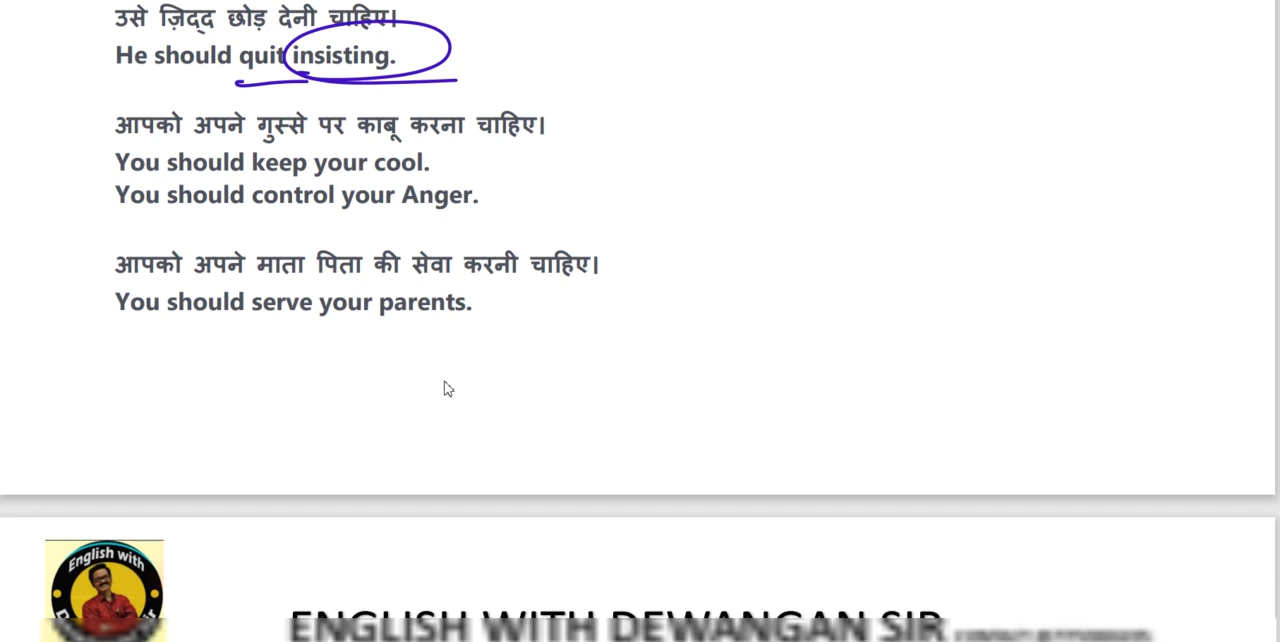 उसे ज़िद्द छोड़ देनी चाहिए।
He should quit insisting.
आपको अपने गुस्से पर काबू करना चाहिए।
You should keep your cool.
You should control your Anger.
आपको अपने माता पिता की सेवा करनी चाहिए।
You should serve your parents.
English with
ENGLISH WITH DEWANGAN SIR